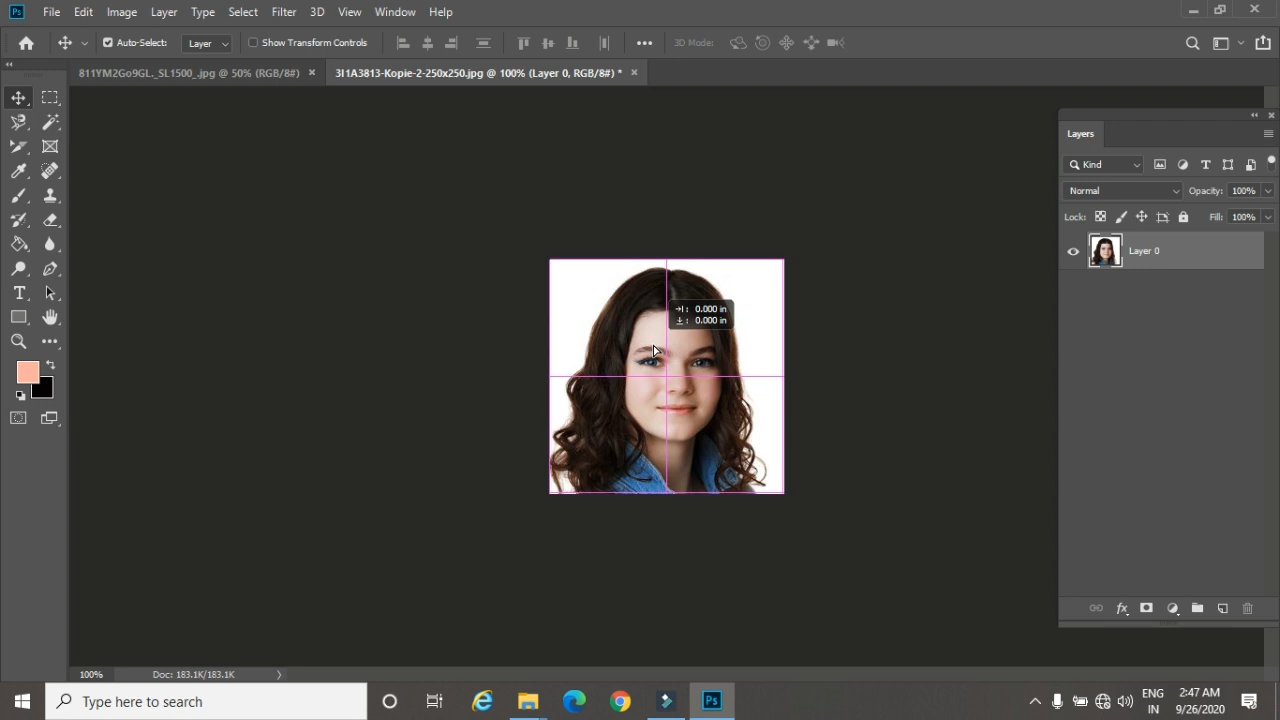 Ps File Edit Image Layer Type Select Filter 3D View Window Help
Auto-Select: Layer Show Transform Controls 3D Mode:
811YM2Go9GL._SL1500_.jpg @ 50% (RGB/8#) × 3I1A3813-Kopie-2-250x250.jpg @ 100% (Layer 0, RGB/8#) * ×
Layers
Kind
Normal Opacity: 100%
Lock: Fill: 100%
Layer 0
0.000 in
0.000 in
fx
100% Doc: 183.1K/183.1K
Type here to search
Ps
ENG
IN
2:47 AM
9/26/2020